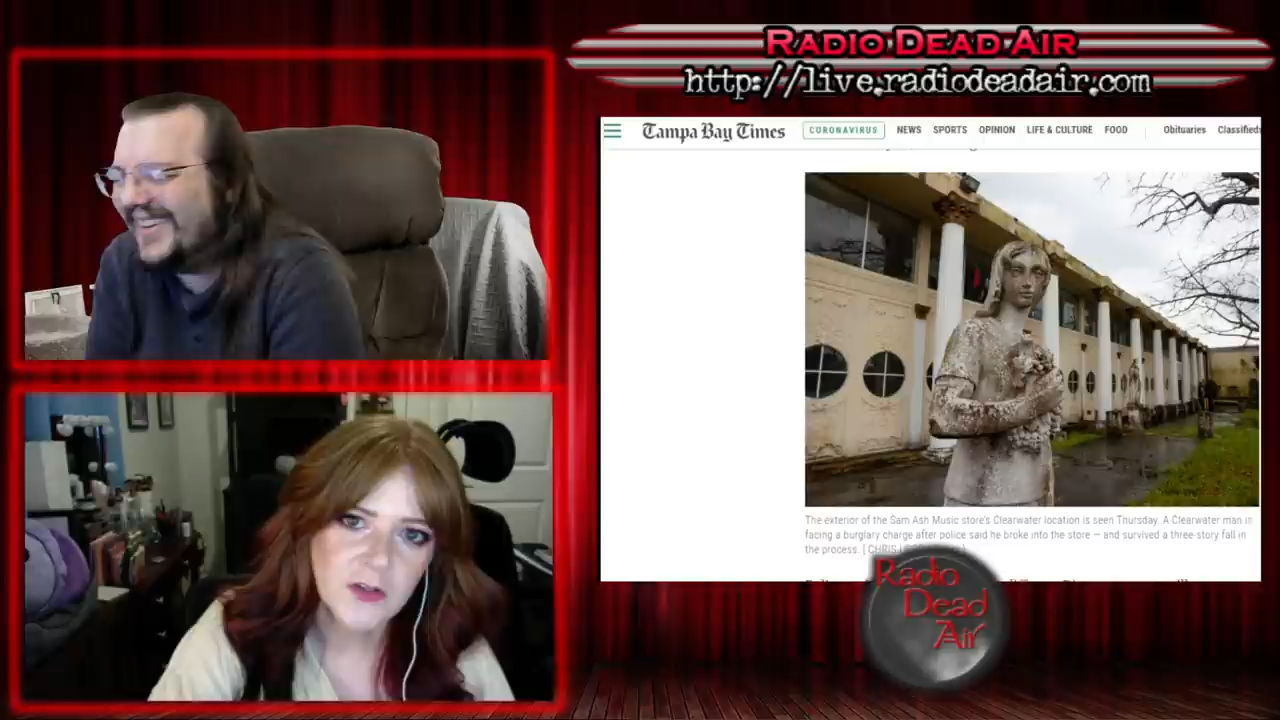 Radio Dead Air
http://live.radiodeadair.com
Tampa Bay Times CORONAVIRUS NEWS SPORTS OPINION LIFE & CULTURE FOOD Obituaries Classifieds
The exterior of the Sam Ash Music store's Clearwater location is seen Thursday. A Clearwater man is
facing a burglary charge after police said he broke into the store — and survived a three-story fall in
the process. [ CHRIS
Radio
Dead
Air